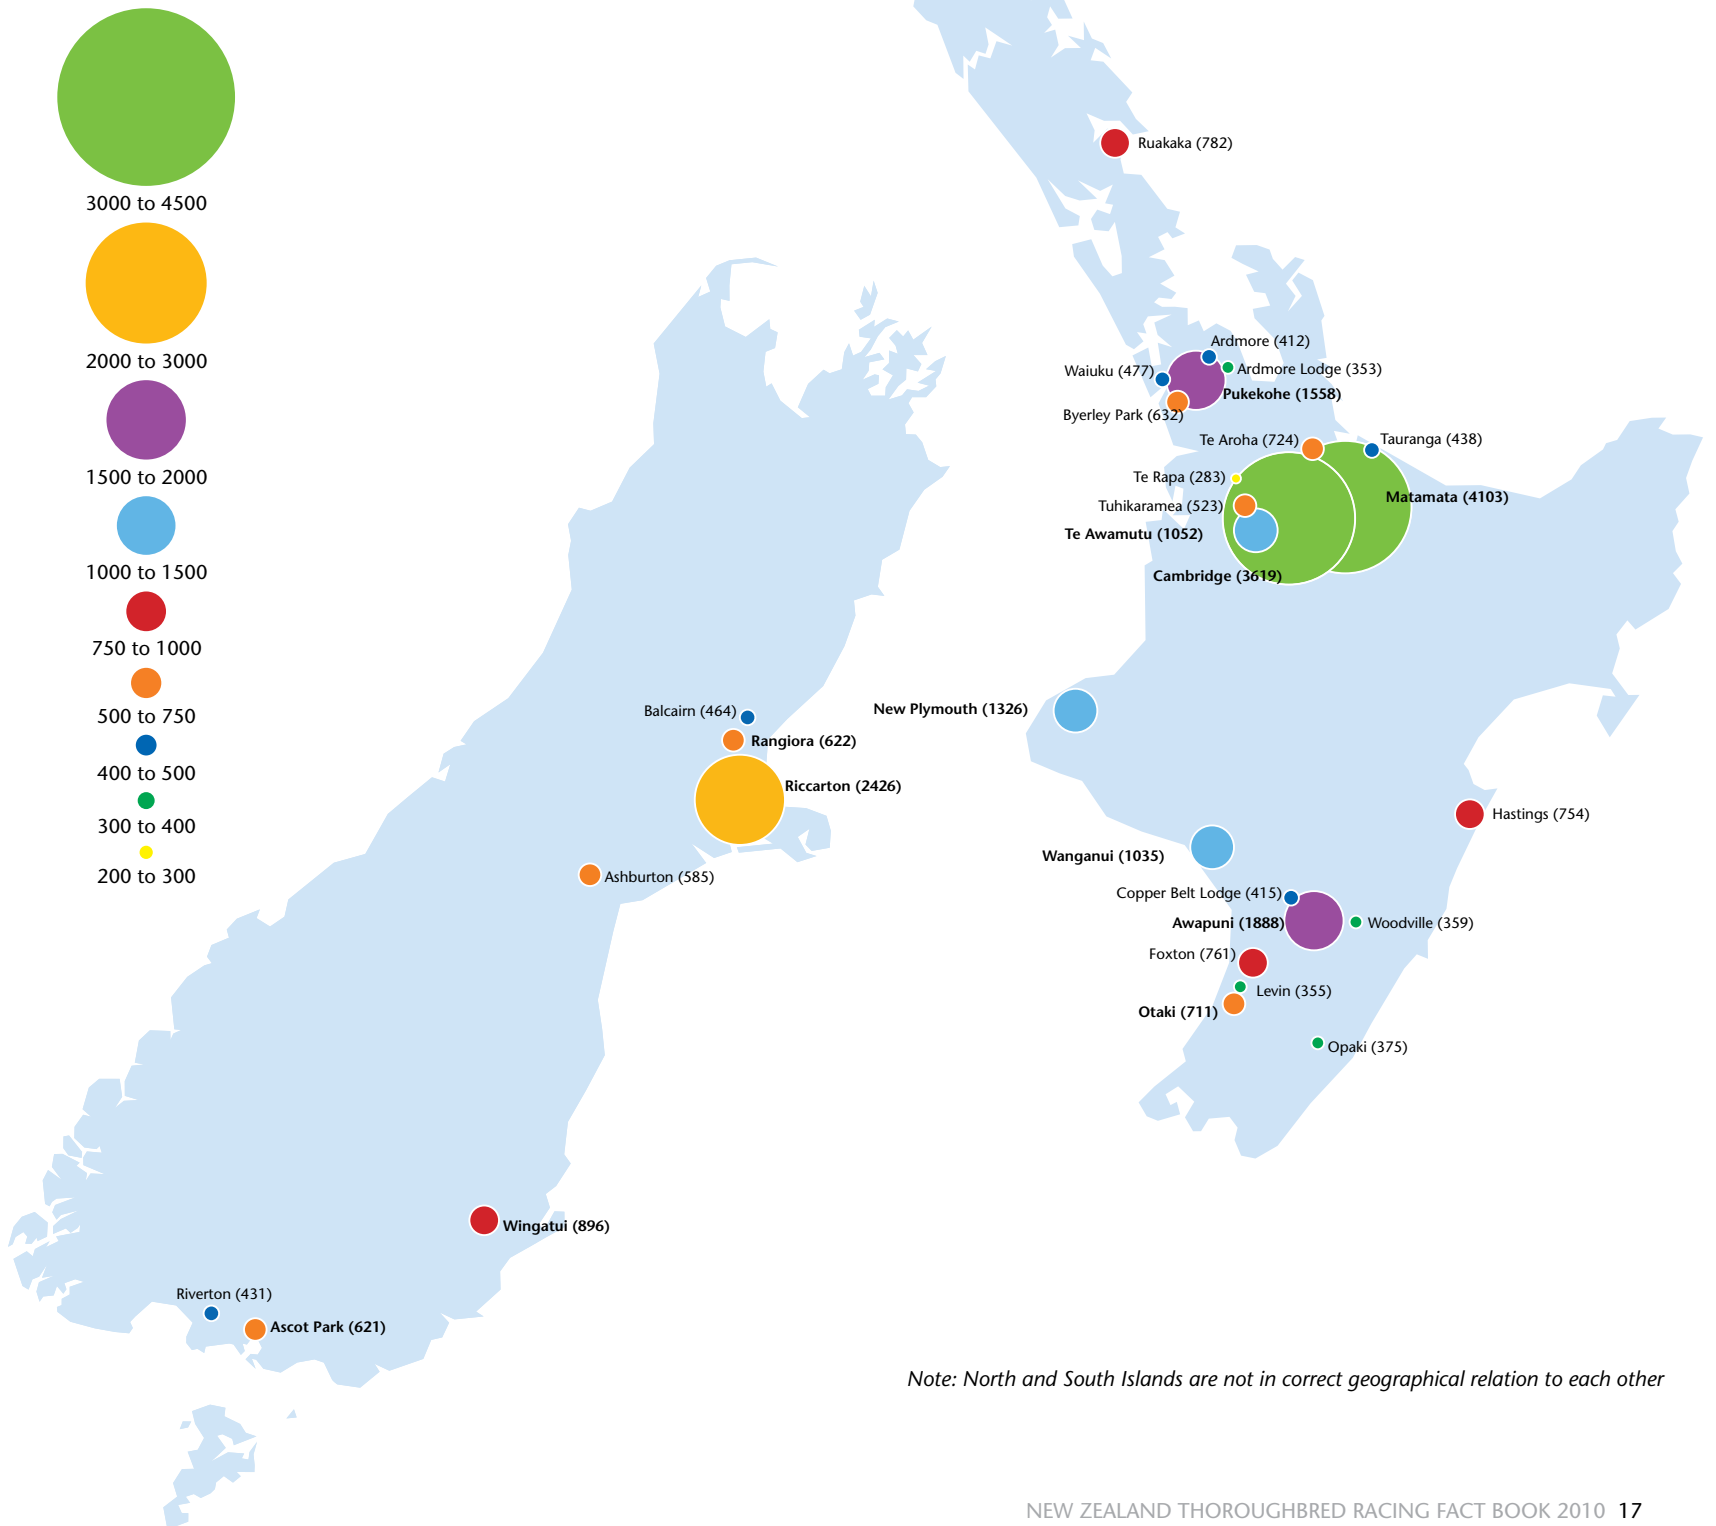 3000 to 4500
2000 to 3000
1500 to 2000
1000 to 1500
750 to 1000
500 to 750
400 to 500
300 to 400
200 to 300
Ruakaka (782)
Ardmore (412)
Waiuku (477)
Ardmore Lodge (353)
Pukekohe (1558)
Byerley Park (632)
Te Aroha (724)
Tauranga (438)
Te Rapa (283)
Matamata (4103)
Tuhikaramea (523)
Te Awamutu (1052)
Cambridge (3619)
New Plymouth (1326)
Hastings (754)
Wanganui (1035)
Copper Belt Lodge (415)
Awapuni (1888)
Woodville (359)
Foxton (761)
Levin (355)
Otaki (711)
Opaki (375)
Balcairn (464)
Rangiora (622)
Riccarton (2426)
Ashburton (585)
Wingatui (896)
Riverton (431)
Ascot Park (621)
Note: North and South Islands are not in correct geographical relation to each other
NEW ZEALAND THOROUGHBRED RACING FACT BOOK 2010 17